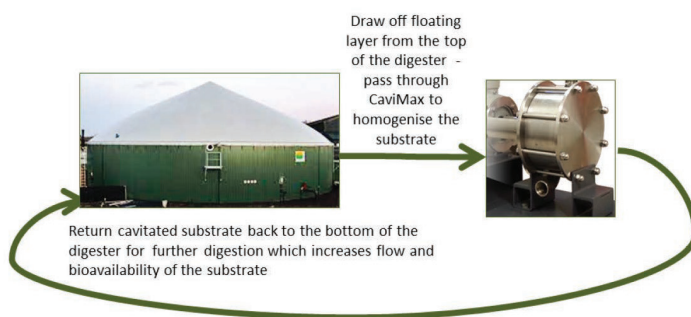 Draw off floating
layer from the top
of the digester -
pass through
CaviMax to
homogenise the
substrate
Return cavitated substrate back to the bottom of the
digester for further digestion which increases flow and
bioavailability of the substrate